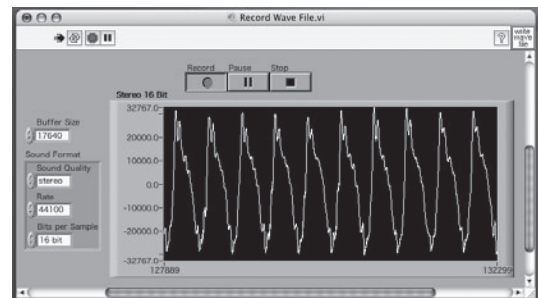 Record Wave File.vi
?
write
wave
file
Record Pause Stop
Stereo 16 Bit
32767.0
20000.0
10000.0
0.0
-10000.0
-20000.0
-32767.0
127889 132299
Buffer Size
17640
Sound Format
Sound Quality
stereo
Rate
44100
Bits per Sample
16 bit